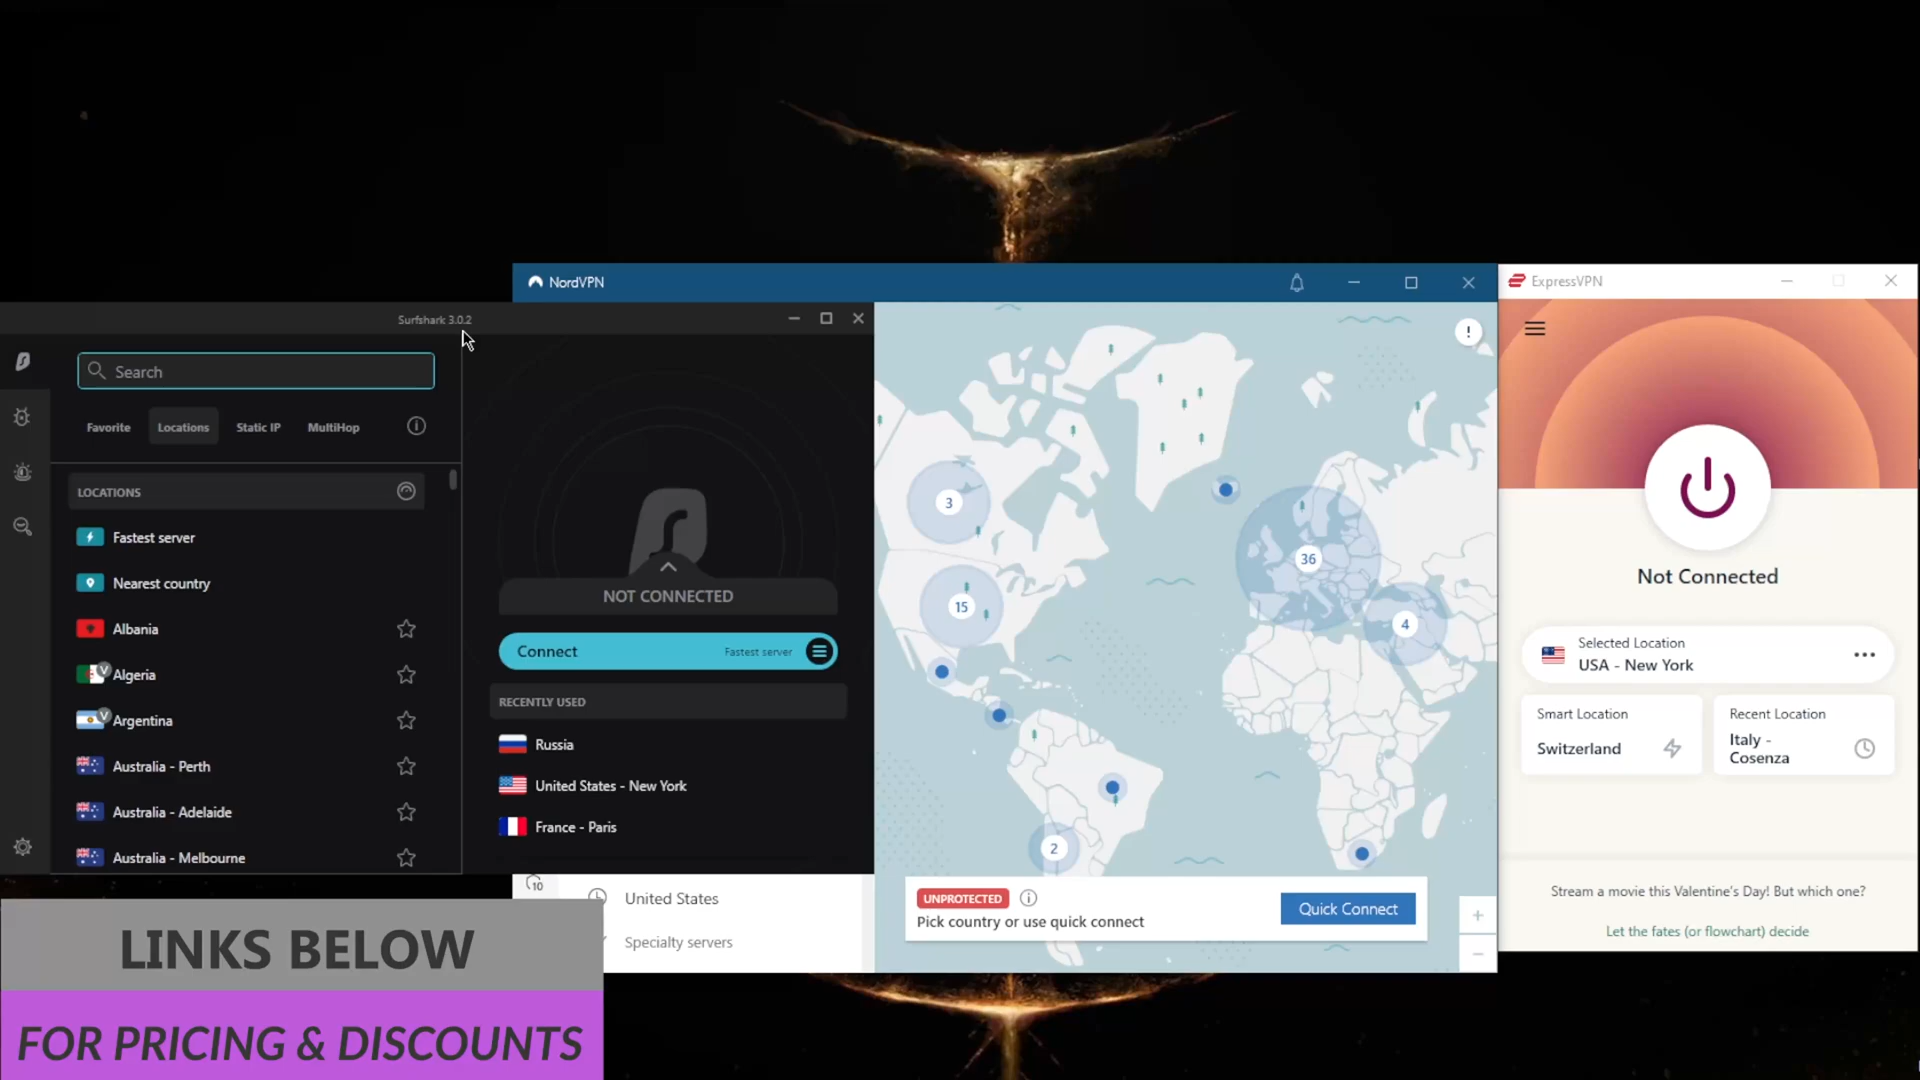 NordVPN
ExpressVPN
Surfshark 3.0.2
Search
Favorite
Locations
Static IP
MultiHop
LOCATIONS
Fastest server
Nearest country
Albania
V
Algeria
V
Argentina
Australia - Perth
Australia - Adelaide
Australia - Melbourne
NOT CONNECTED
Connect
Fastest server
RECENTLY USED
Russia
United States - New York
France - Paris
10
United States
Specialty servers
3
15
36
4
2
!
UNPROTECTED
Pick country or use quick connect
Quick Connect
+
−
Not Connected
Selected Location
USA - New York
Smart Location
Switzerland
Recent Location
Italy -
Cosenza
Stream a movie this Valentine's Day! But which one?
Let the fates (or flowchart) decide
LINKS BELOW
FOR PRICING & DISCOUNTS